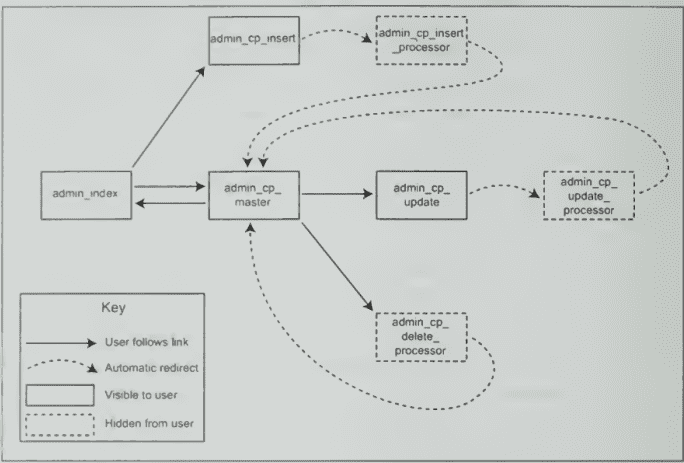 admin_cp_insert
admin_cp_insert
_processor
admin_index
admin_cp_
master
admin_cp_
update
admin_cp_
update_
processor
admin_cp_
delete_
processor
Key
User follows link
Automatic redirect
Visible to user
Hidden from user